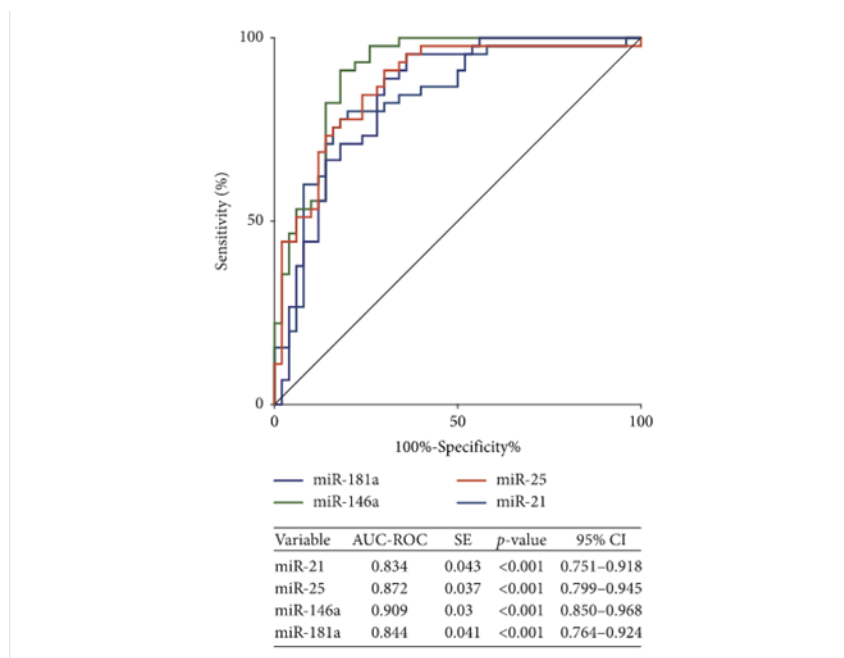 100
50
0
Sensitivity (%)
0 50 100
100%-Specificity%
miR-181a miR-25
miR-146a miR-21
Variable AUC-ROC SE p-value 95% CI
miR-21 0.834 0.043 <0.001 0.751–0.918
miR-25 0.872 0.037 <0.001 0.799–0.945
miR-146a 0.909 0.03 <0.001 0.850–0.968
miR-181a 0.844 0.041 <0.001 0.764–0.924